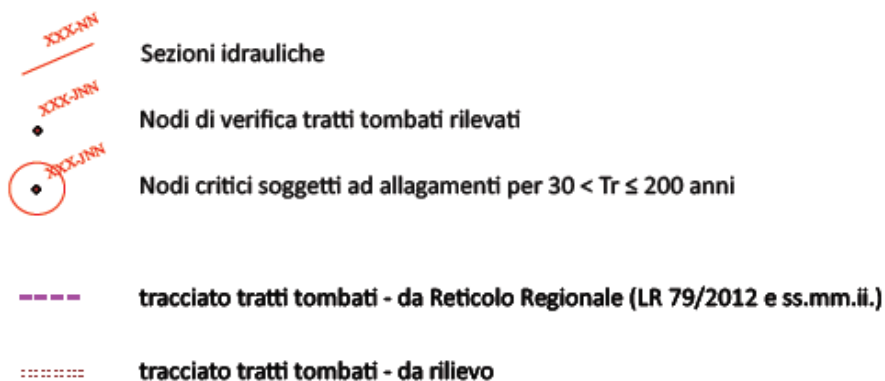 XXX-NN
Sezioni idrauliche
XXX-JNN
Nodi di verifica tratti tombati rilevati
XXX-JNN
Nodi critici soggetti ad allagamenti per 30 < Tr ≤ 200 anni
tracciato tratti tombati - da Reticolo Regionale (LR 79/2012 e ss.mm.ii.)
tracciato tratti tombati - da rilievo